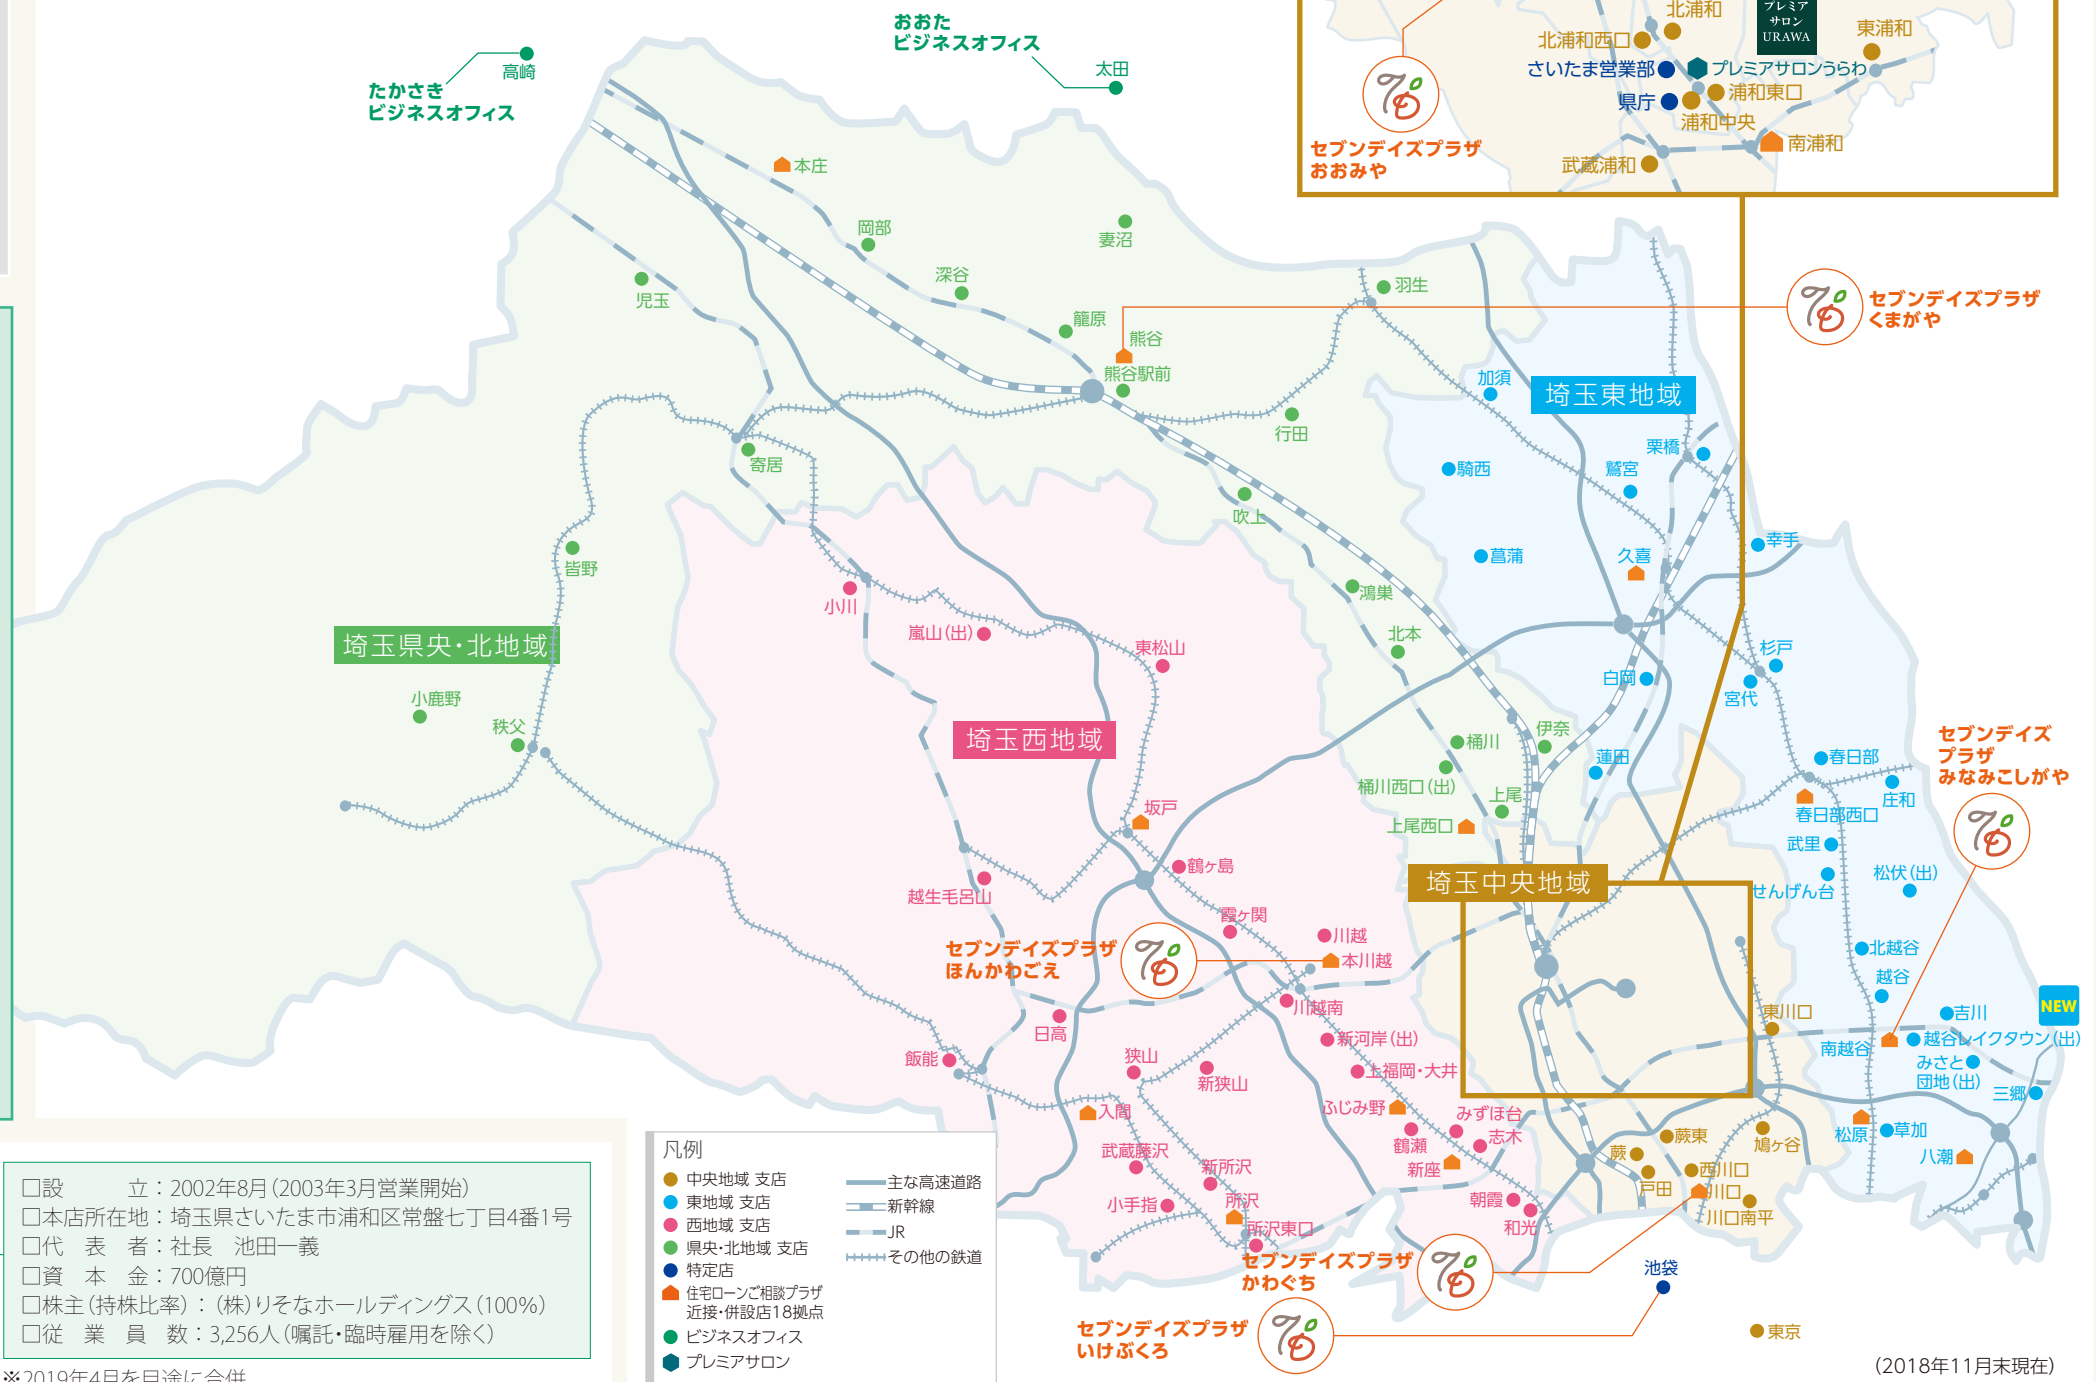 おおた
ビジネスオフィス
太田
高崎
たかさき
ビジネスオフィス
プレミア
サロン
URAWA
北浦和
北浦和西口
東浦和
さいたま営業部
プレミアサロンうらわ
県庁
浦和東口
浦和中央
南浦和
武蔵浦和
セブンデイズプラザ
おおみや
本庄
岡部
妻沼
深谷
児玉
籠原
熊谷
熊谷駅前
羽生
セブンデイズプラザ
くまがや
加須
埼玉東地域
行田
寄居
栗橋
騎西
鷲宮
吹上
幸手
菖蒲
久喜
皆野
鴻巣
小川
嵐山(出)
北本
埼玉県央・北地域
東松山
杉戸
白岡
宮代
小鹿野
秩父
埼玉西地域
桶川
伊奈
蓮田
春日部
桶川西口(出)
上尾
庄和
春日部西口
上尾西口
セブンデイズ
プラザ
みなみこしがや
坂戸
武里
鶴ヶ島
埼玉中央地域
せんげん台
松伏(出)
越生毛呂山
霞ヶ関
川越
本川越
セブンデイズプラザ
ほんかわごえ
北越谷
越谷
川越南
日高
東川口
吉川
NEW
新河岸(出)
南越谷
越谷レイクタウン(出)
飯能
狭山
新狭山
上福岡・大井
みさと
団地(出)
三郷
入間
ふじみ野
みずほ台
松原
草加
鶴瀬
志木
蕨東
鳩ヶ谷
八潮
武蔵藤沢
新所沢
新座
蕨
西川口
戸田
川口
川口南平
小手指
所沢
朝霞
和光
所沢東口
セブンデイズプラザ
かわぐち
池袋
セブンデイズプラザ
いけぶくろ
東京
凡例
中央地域 支店
東地域 支店
西地域 支店
県央・北地域 支店
特定店
住宅ローンご相談プラザ
近接・併設店18拠点
ビジネスオフィス
プレミアサロン
主な高速道路
新幹線
JR
その他の鉄道
□設　　　立：2002年8月(2003年3月営業開始)
□本店所在地：埼玉県さいたま市浦和区常盤七丁目4番1号
□代　表　者：社長　池田一義
□資　本　金：700億円
□株主(持株比率)：(株)りそなホールディングス(100%)
□従　業　員　数：3,256人(嘱託・臨時雇用を除く)
※2019年4月を目途に合併
(2018年11月末現在)